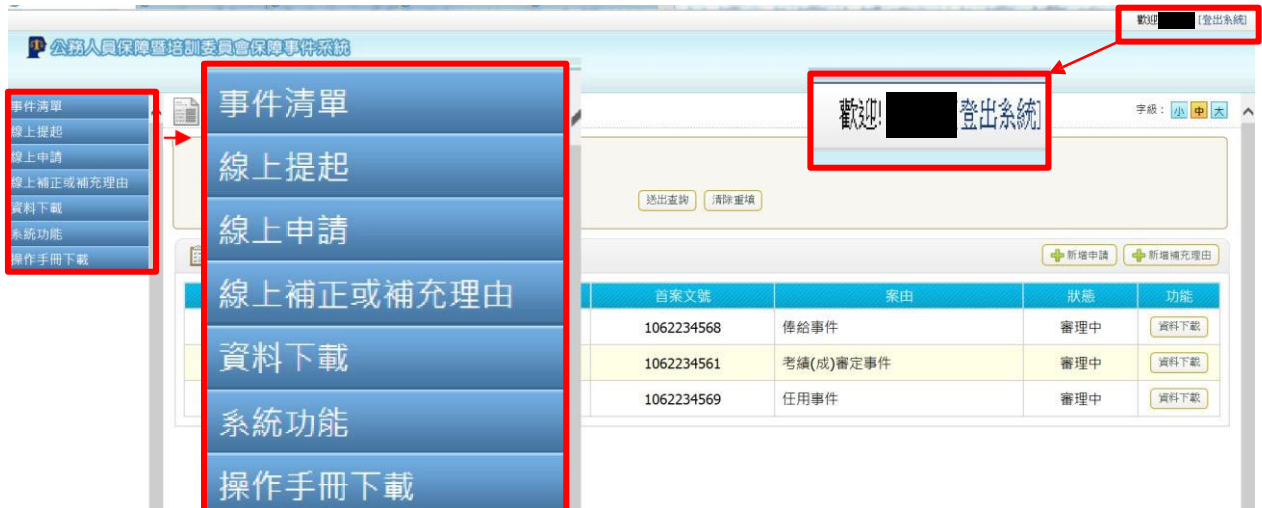 歡迎 [登出系統]
公務人員保障暨培訓委員會保障事件系統
事件清單
線上提起
線上申請
線上補正或補充理由
資料下載
系統功能
操作手冊下載
事件清單
線上提起
線上申請
線上補正或補充理由
資料下載
系統功能
操作手冊下載
歡迎! 登出系統]
字級: 小 中 大
送出查詢 清除重填
新增申請 新增補充理由
首案文號 案由 狀態 功能
1062234568 俸給事件 審理中 資料下載
1062234561 考績(成)審定事件 審理中 資料下載
1062234569 任用事件 審理中 資料下載